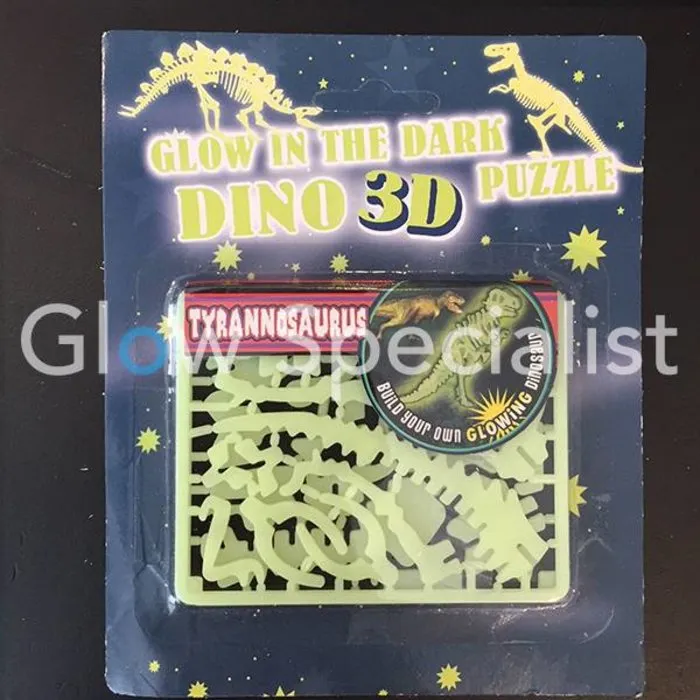 GLOW IN THE DARK
DINO 3D PUZZLE
TYRANNOSAURUS
Glow Specialist
BUILD YOUR OWN GLOWING DINOSAUR